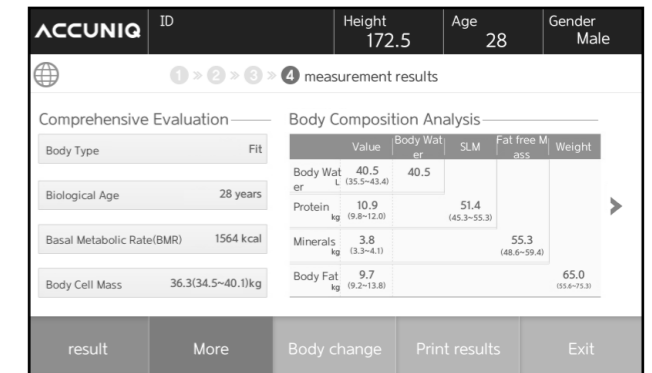 ACCUNIQ
ID
Height
172.5
Age
28
Gender
Male
1 » 2 » 3 » 4 measurement results
Comprehensive Evaluation
Body Type Fit
Biological Age 28 years
Basal Metabolic Rate(BMR) 1564 kcal
Body Cell Mass 36.3(34.5~40.1)kg
Body Composition Analysis
Value Body Wat SLM Fat free M Weight
er ass
Body Wat 40.5 40.5
er L (35.5~43.4)
Protein 10.9 51.4
kg (9.8~12.0) (45.3~55.3)
Minerals 3.8 55.3
kg (3.3~4.1) (48.6~59.4)
Body Fat 9.7 65.0
kg (9.2~13.8) (55.6~75.3)
result More Body change Print results Exit